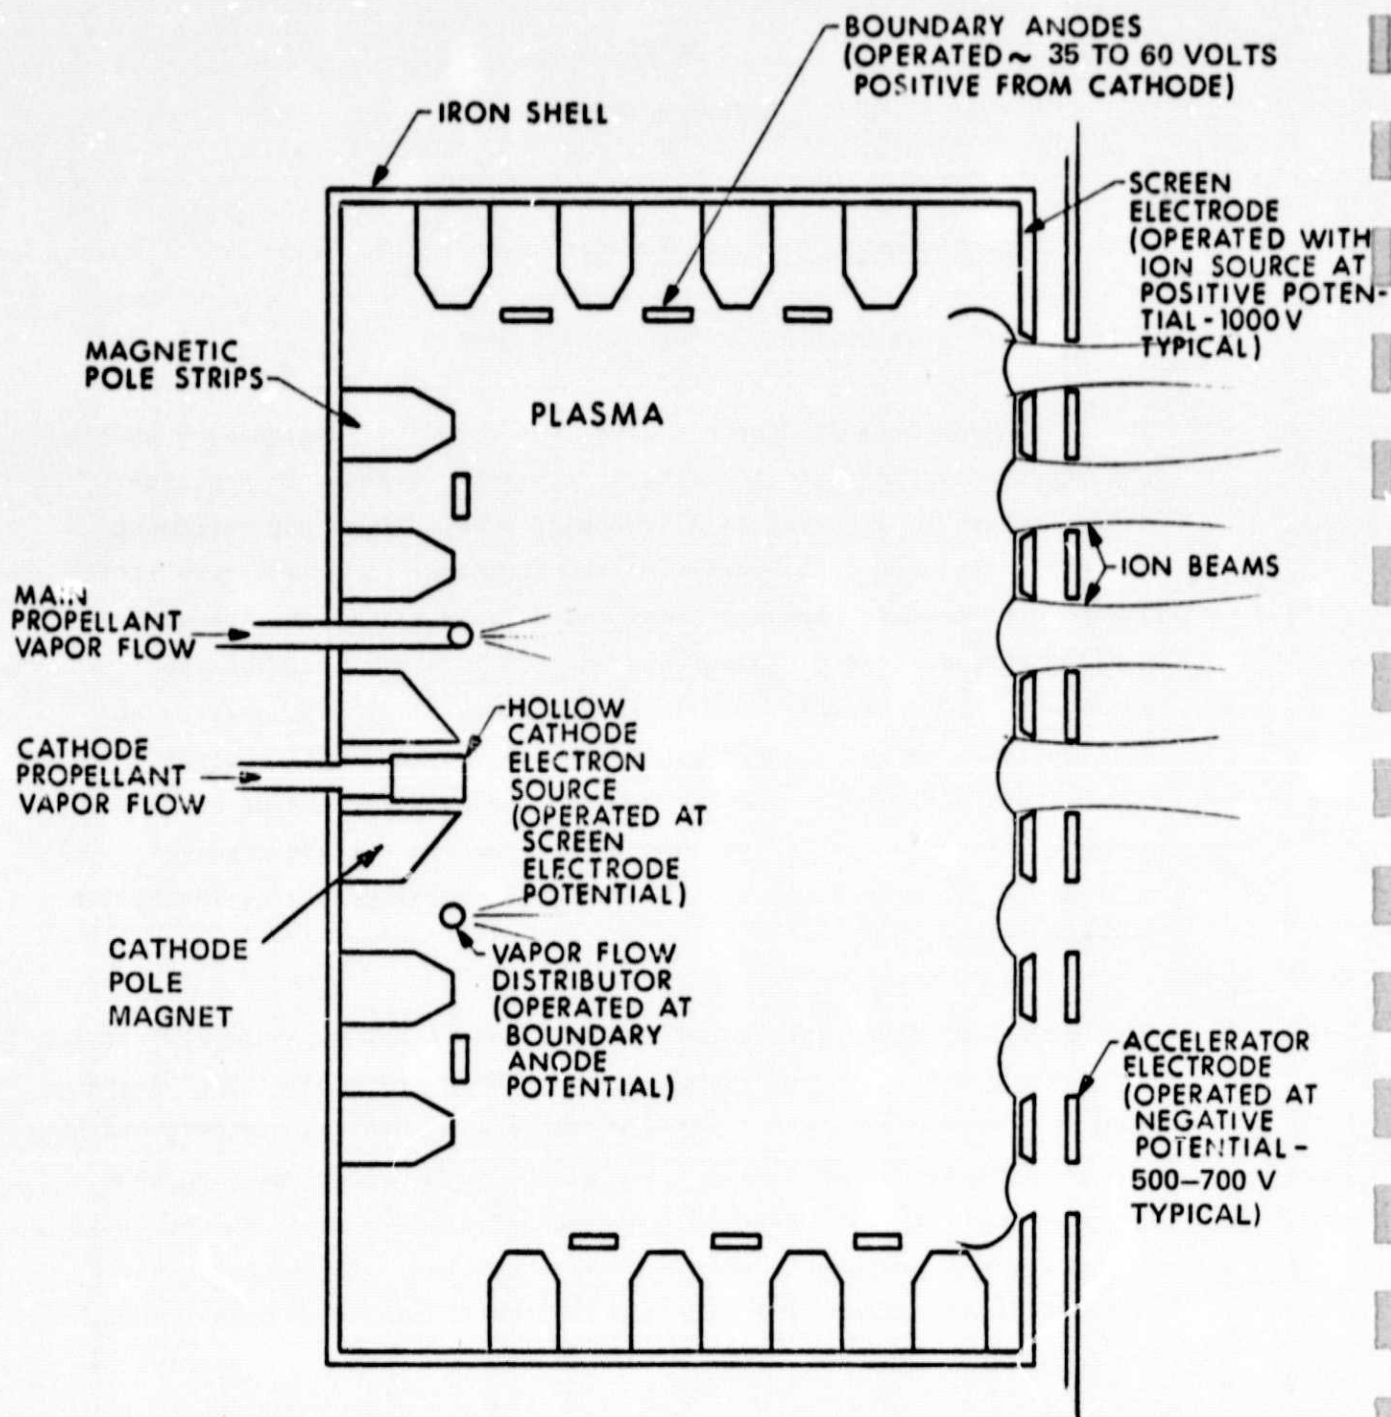 BOUNDARY ANODES
(OPERATED ~ 35 TO 60 VOLTS
POSITIVE FROM CATHODE)
IRON SHELL
SCREEN
ELECTRODE
(OPERATED WITH
ION SOURCE AT
POSITIVE POTEN-
TIAL - 1000 V
TYPICAL)
MAGNETIC
POLE STRIPS
PLASMA
ION BEAMS
MAIN
PROPELLANT
VAPOR FLOW
HOLLOW
CATHODE
ELECTRON
SOURCE
(OPERATED AT
SCREEN
ELECTRODE
POTENTIAL)
CATHODE
PROPELLANT
VAPOR FLOW
CATHODE
POLE
MAGNET
VAPOR FLOW
DISTRIBUTOR
(OPERATED AT
BOUNDARY
ANODE
POTENTIAL)
ACCELERATOR
ELECTRODE
(OPERATED AT
NEGATIVE
POTENTIAL -
500–700 V
TYPICAL)